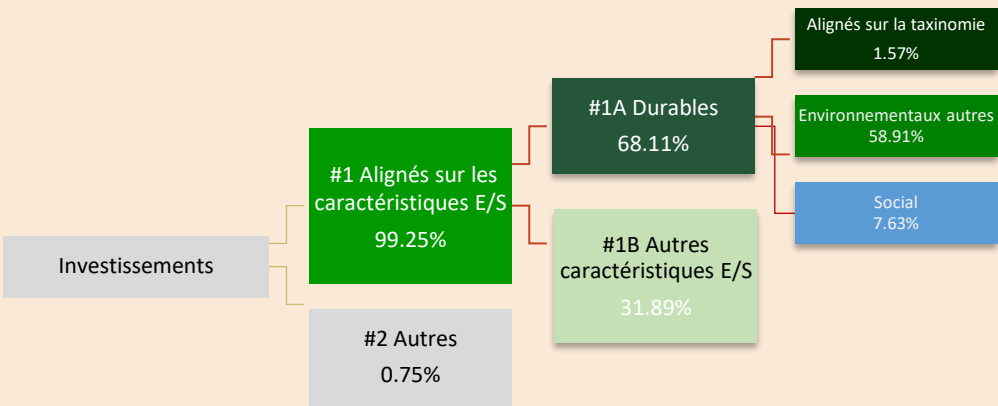 Investissements
#1 Alignés sur les
caractéristiques E/S
99.25%
#2 Autres
0.75%
#1A Durables
68.11%
#1B Autres
caractéristiques E/S
31.89%
Alignés sur la taxinomie
1.57%
Environnementaux autres
58.91%
Social
7.63%